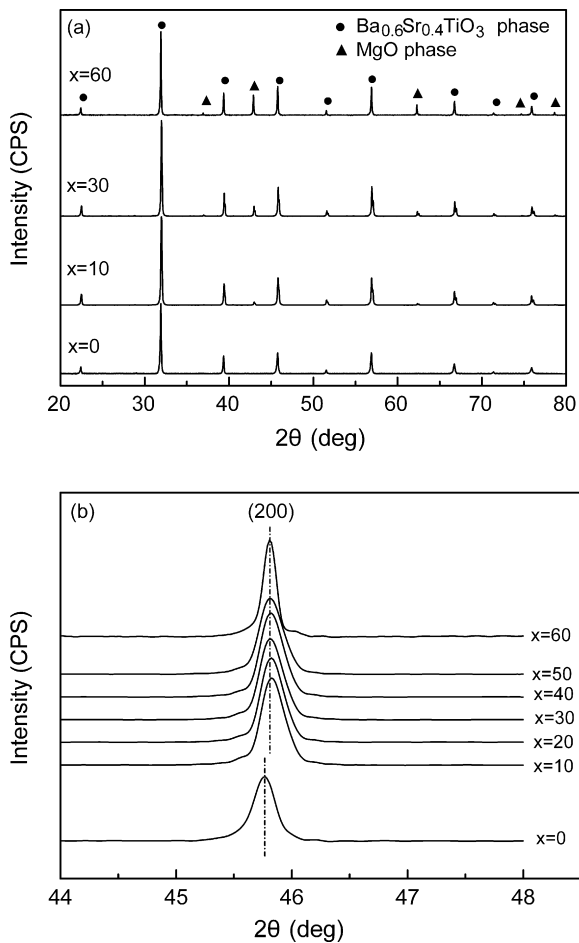 (a)
● Ba0.6Sr0.4TiO3 phase
▲ MgO phase
x=60
x=30
x=10
x=0
Intensity (CPS)
20 30 40 50 60 70 80
2θ (deg)
(b)
(200)
x=60
x=50
x=40
x=30
x=20
x=10
x=0
Intensity (CPS)
44 45 46 47 48
2θ (deg)